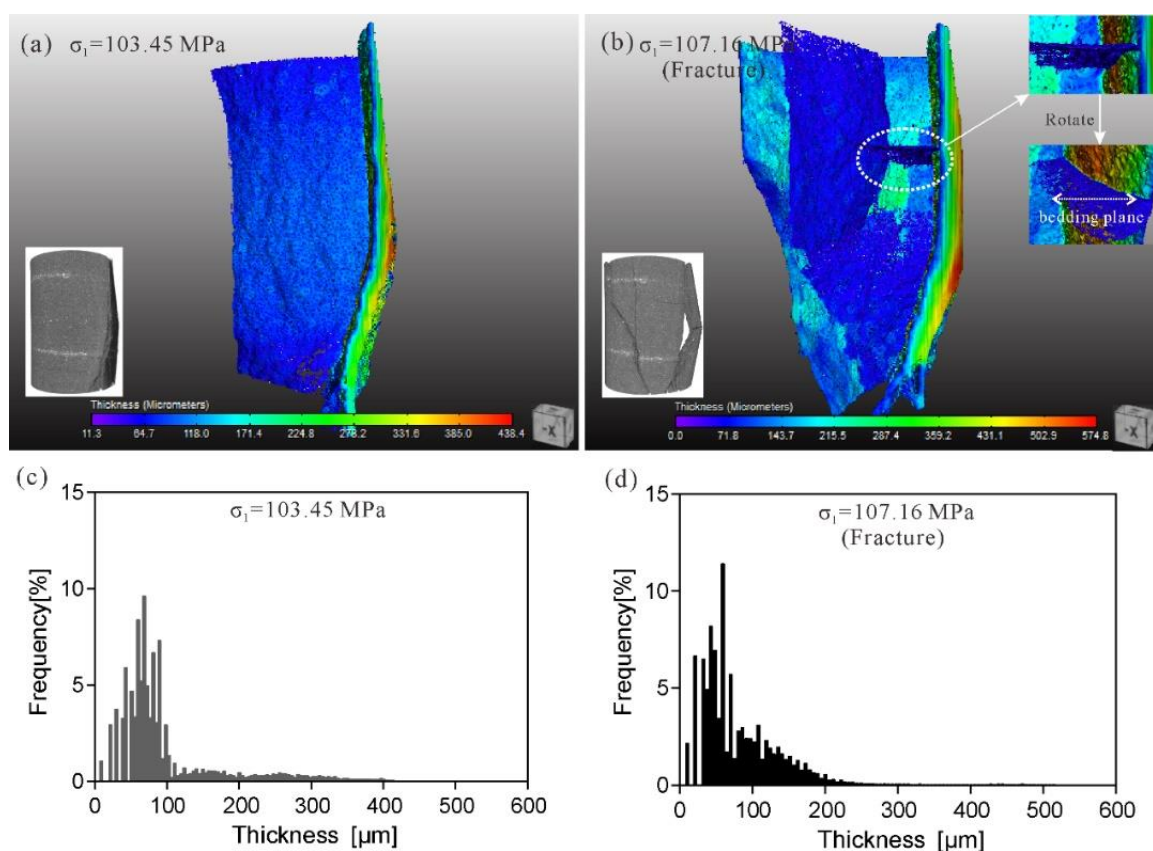 (a) σ₁=103.45 MPa
Thickness (Micrometers)
11.3 64.7 118.0 171.4 224.8 278.2 331.6 385.0 438.4
-X
(b) σ₁=107.16 MPa
(Fracture)
Rotate
bedding plane
Thickness (Micrometers)
0.0 71.8 143.7 215.5 287.4 359.2 431.1 502.9 574.8
-X
(c)
σ₁=103.45 MPa
Frequency[%]
15
10
5
0
0 100 200 300 400 500 600
Thickness [µm]
(d)
σ₁=107.16 MPa
(Fracture)
Frequency[%]
15
10
5
0
0 100 200 300 400 500 600
Thickness [µm]